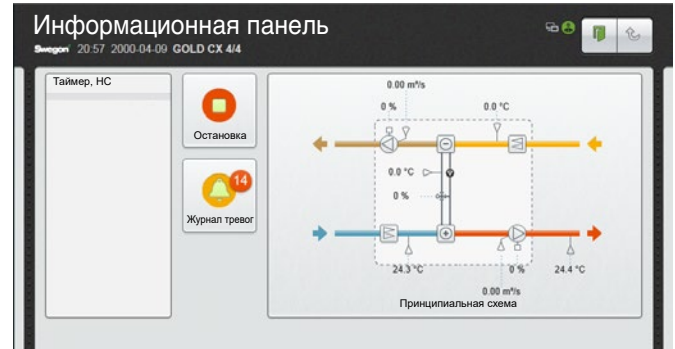 Информационная панель
Swegon 20:57 2000-04-09 GOLD CX 4/4
Таймер, НС
Остановка
14
Журнал тревог
0.00 m³/s
0 %
0.0 °C
0.0 °C
0 %
24.3 °C
0 %
24.4 °C
0.00 m³/s
Принципиальная схема